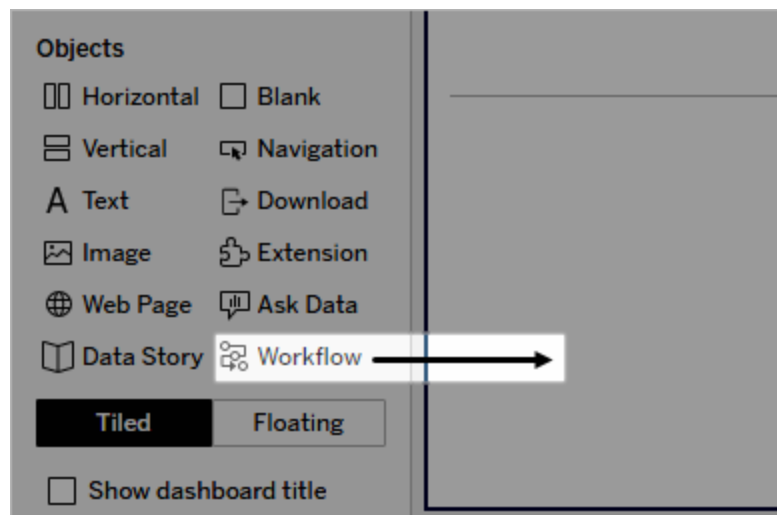 Objects
Horizontal Blank
Vertical Navigation
Text Download
Image Extension
Web Page Ask Data
Data Story Workflow
Tiled Floating
Show dashboard title